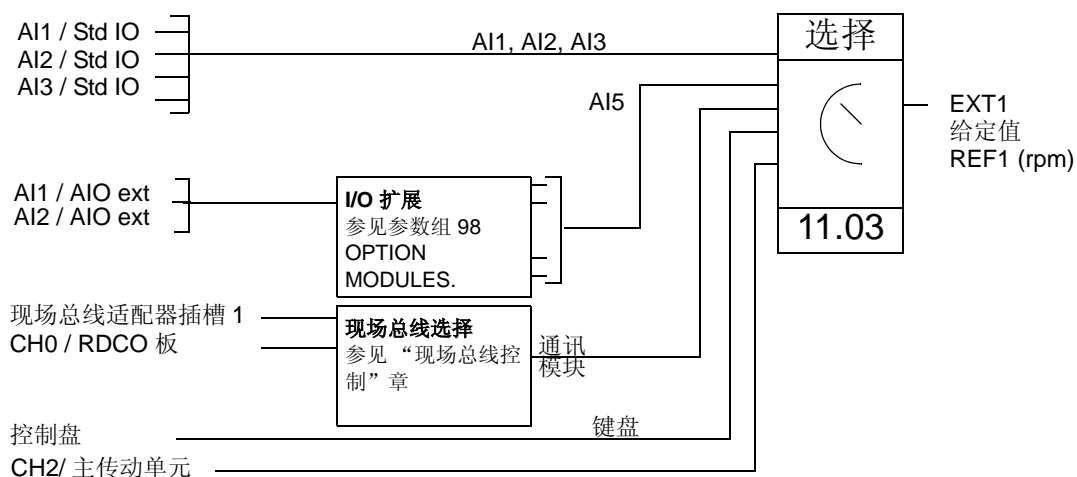 AI1 / Std IO
AI2 / Std IO
AI3 / Std IO
AI1, AI2, AI3
选择
AI5
EXT1
给定值
REF1 (rpm)
AI1 / AIO ext
AI2 / AIO ext
I/O 扩展
参见参数组 98
OPTION
MODULES.
11.03
现场总线适配器插槽 1
CH0 / RDCO 板
现场总线选择
参见 “现场总线控
制” 章
通讯
模块
控制盘
键盘
CH2/ 主传动单元